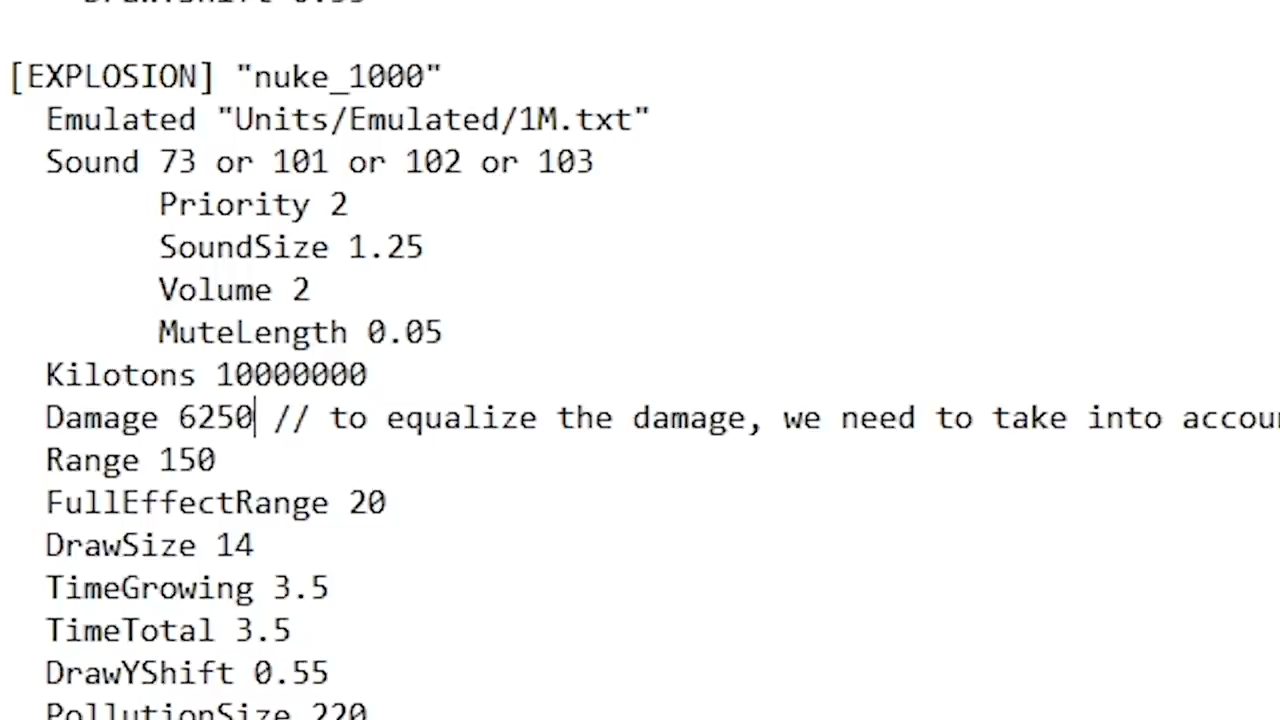 [EXPLOSION] "nuke_1000"
Emulated "Units/Emulated/1M.txt"
Sound 73 or 101 or 102 or 103
Priority 2
SoundSize 1.25
Volume 2
MuteLength 0.05
Kilotons 10000000
Damage 6250 // to equalize the damage, we need to take into
Range 150
FullEffectRange 20
DrawSize 14
TimeGrowing 3.5
TimeTotal 3.5
DrawYShift 0.55
PollutionSize 220